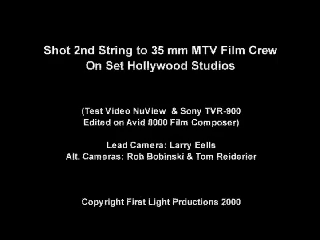 Shot 2nd String to 35 mm MTV Film Crew
On Set Hollywood Studios
(Test Video NuView & Sony TVR-900
Edited on Avid 8000 Film Composer)
Lead Camera: Larry Eells
Alt. Cameras: Rob Bobinski & Tom Reiderier
Copyright First Light Prductions 2000